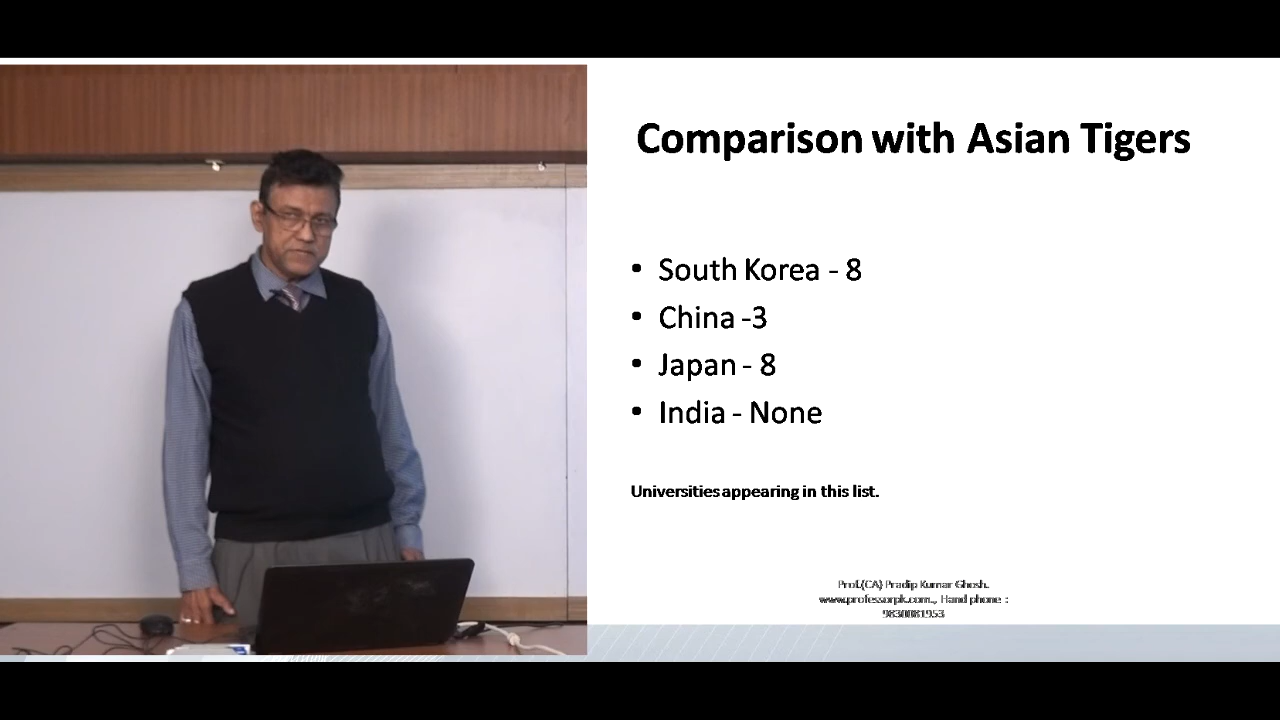 Comparison with Asian Tigers
• South Korea - 8
• China -3
• Japan - 8
• India - None
Universities appearing in this list.
Prof.(CA) Pradip Kumar Ghosh.
www.professorpk.com., Hand phone :
9830081953